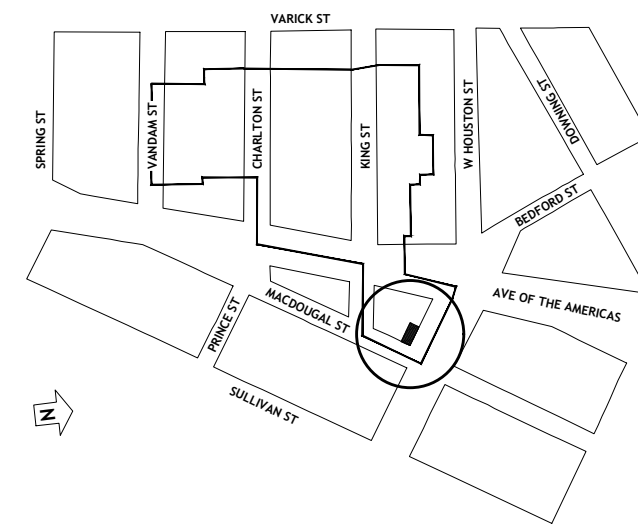 VARICK ST
SPRING ST
VANDAM ST
CHARLTON ST
KING ST
W HOUSTON ST
DOWNING ST
BEDFORD ST
AVE OF THE AMERICAS
PRINCE ST
MACDOUGAL ST
SULLIVAN ST
N